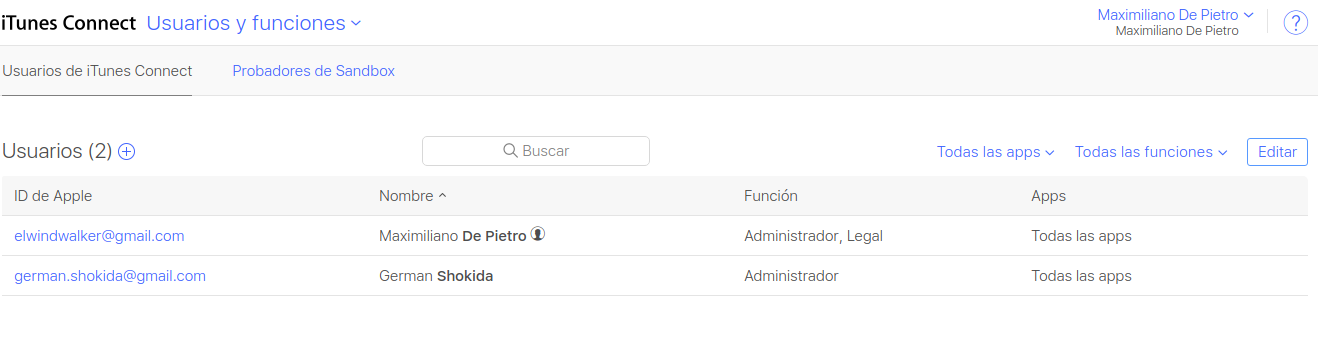 iTunes Connect Usuarios y funciones
Maximiliano De Pietro
Maximiliano De Pietro
?
Usuarios de iTunes Connect Probadores de Sandbox
Usuarios (2) Buscar Todas las apps Todas las funciones Editar
ID de Apple Nombre Función Apps
elwindwalker@gmail.com Maximiliano De Pietro Administrador, Legal Todas las apps
german.shokida@gmail.com German Shokida Administrador Todas las apps